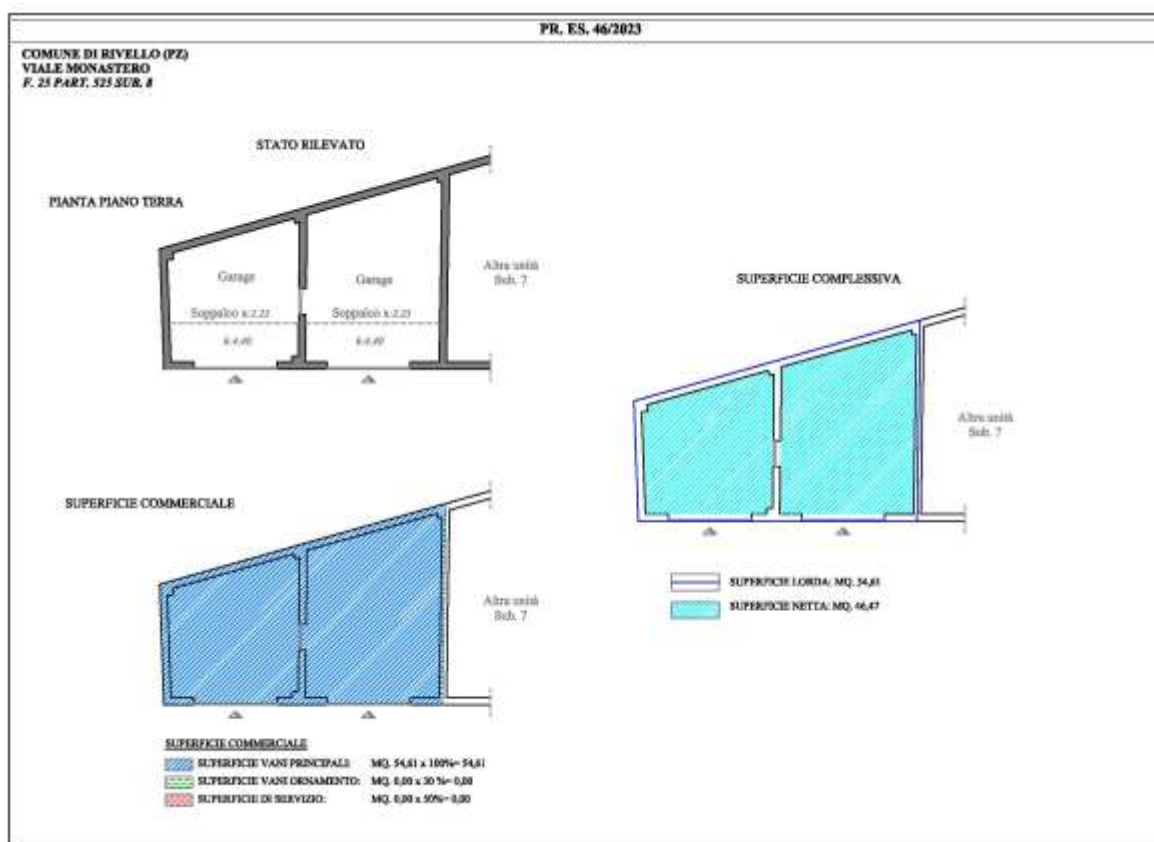 PR. ES. 46/2023
COMUNE DI RIVELLO (PZ)
VIALE MONASTERO
F. 25 PART. 525 SUB. 8
STATO RILEVATO
PIANTA PIANO TERRA
Garage
Garage
Altra unità
Sub. 7
Soppalco
Soppalco
SUPERFICIE COMPLESSIVA
Altra unità
Sub. 7
SUPERFICIE LORDA: MQ. 54,61
SUPERFICIE NETTA: MQ. 46,47
SUPERFICIE COMMERCIALE
Altra unità
Sub. 7
SUPERFICIE COMMERCIALE
SUPERFICIE VANI PRINCIPALI: MQ. 54,61 x 100%= 54,61
SUPERFICIE VANI ORNAMENTO: MQ. 0,00 x 30 %= 0,00
SUPERFICIE DI SERVIZIO: MQ. 0,00 x 50%= 0,00